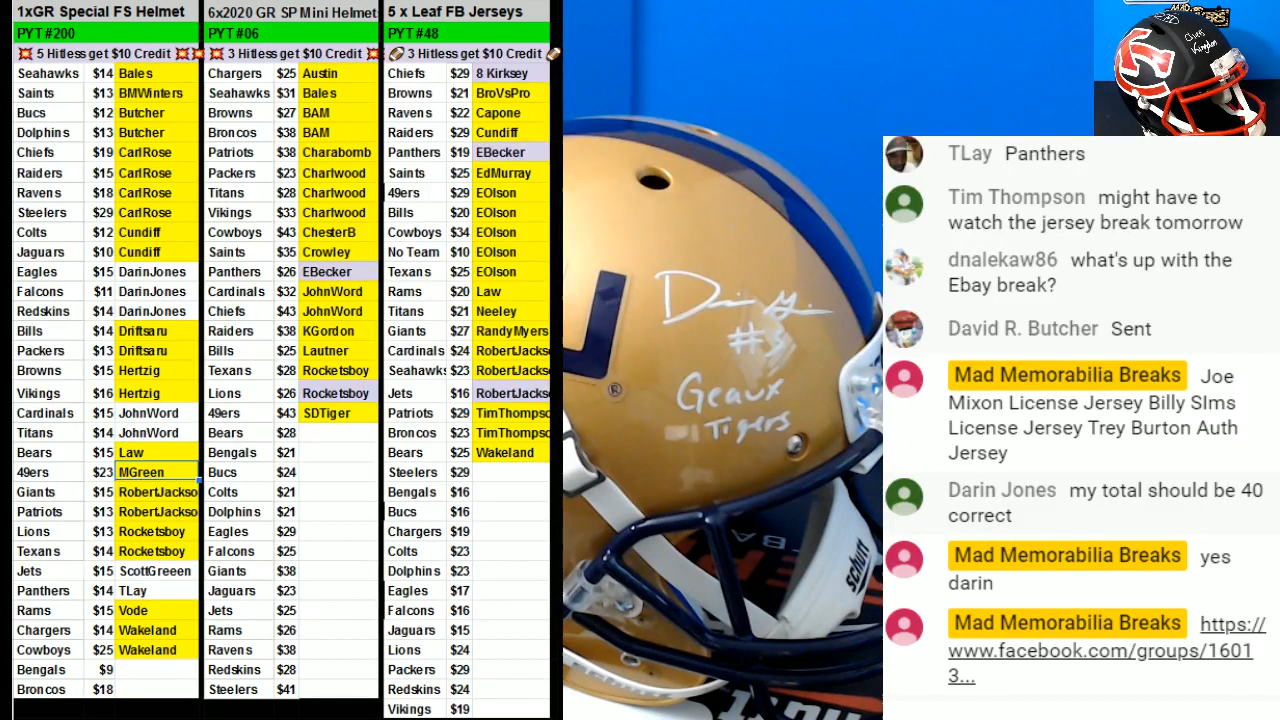 1xGR Special FS Helmet
PYT #200
5 Hitless get $10 Credit
Seahawks $14 Bales
Saints $13 BMWinters
Bucs $12 Butcher
Dolphins $13 Butcher
Chiefs $19 CarlRose
Raiders $15 CarlRose
Ravens $18 CarlRose
Steelers $29 CarlRose
Colts $12 Cundiff
Jaguars $10 Cundiff
Eagles $15 DarinJones
Falcons $11 DarinJones
Redskins $14 DarinJones
Bills $14 Driftsaru
Packers $13 Driftsaru
Browns $15 Hertzig
Vikings $16 Hertzig
Cardinals $15 JohnWord
Titans $14 JohnWord
Bears $15 Law
49ers $23 MGreen
Giants $15 RobertJackso
Patriots $13 RobertJackso
Lions $13 Rocketsboy
Texans $14 Rocketsboy
Jets $15 ScottGreeen
Panthers $14 TLay
Rams $15 Vode
Chargers $14 Wakeland
Cowboys $25 Wakeland
Bengals $9
Broncos $18
6x2020 GR SP Mini Helmet
PYT #06
3 Hitless get $10 Credit
Chargers $25 Austin
Seahawks $31 Bales
Browns $27 BAM
Broncos $38 BAM
Patriots $38 Charabomb
Packers $23 Charlwood
Titans $28 Charlwood
Vikings $33 Charlwood
Cowboys $43 ChesterB
Saints $35 Crowley
Panthers $26 EBecker
Cardinals $32 JohnWord
Chiefs $43 JohnWord
Raiders $38 KGordon
Bills $25 Lautner
Texans $28 Rocketsboy
Lions $26 Rocketsboy
49ers $43 SDTiger
Bears $28
Bengals $21
Bucs $24
Colts $21
Dolphins $21
Eagles $29
Falcons $25
Giants $38
Jaguars $23
Jets $25
Rams $26
Ravens $38
Redskins $28
Steelers $41
5 x Leaf FB Jerseys
PYT #48
3 Hitless get $10 Credit
Chiefs $29 8 Kirksey
Browns $21 BroVsPro
Ravens $22 Capone
Raiders $29 Cundiff
Panthers $19 EBecker
Saints $25 EdMurray
49ers $29 EOlson
Bills $20 EOlson
Cowboys $34 EOlson
No Team $10 EOlson
Texans $25 EOlson
Rams $20 Law
Titans $21 Neeley
Giants $27 RandyMyers
Cardinals $24 RobertJackso
Seahawks $23 RobertJackso
Jets $16 RobertJackso
Patriots $29 TimThompso
Broncos $23 TimThompso
Bears $25 Wakeland
Steelers $29
Bengals $16
Bucs $16
Chargers $19
Colts $23
Dolphins $23
Eagles $17
Falcons $16
Jaguars $15
Lions $24
Packers $29
Redskins $24
Vikings $19
Geaux
Tigers
®
schutt
Chiefs
Kingdom
TLay Panthers
Tim Thompson might have to
watch the jersey break tomorrow
dnalekaw86 what's up with the
Ebay break?
David R. Butcher Sent
Mad Memorabilia Breaks Joe
Mixon License Jersey Billy SIms
License Jersey Trey Burton Auth
Jersey
Darin Jones my total should be 40
correct
Mad Memorabilia Breaks yes
darin
Mad Memorabilia Breaks https://
www.facebook.com/groups/1601
3...